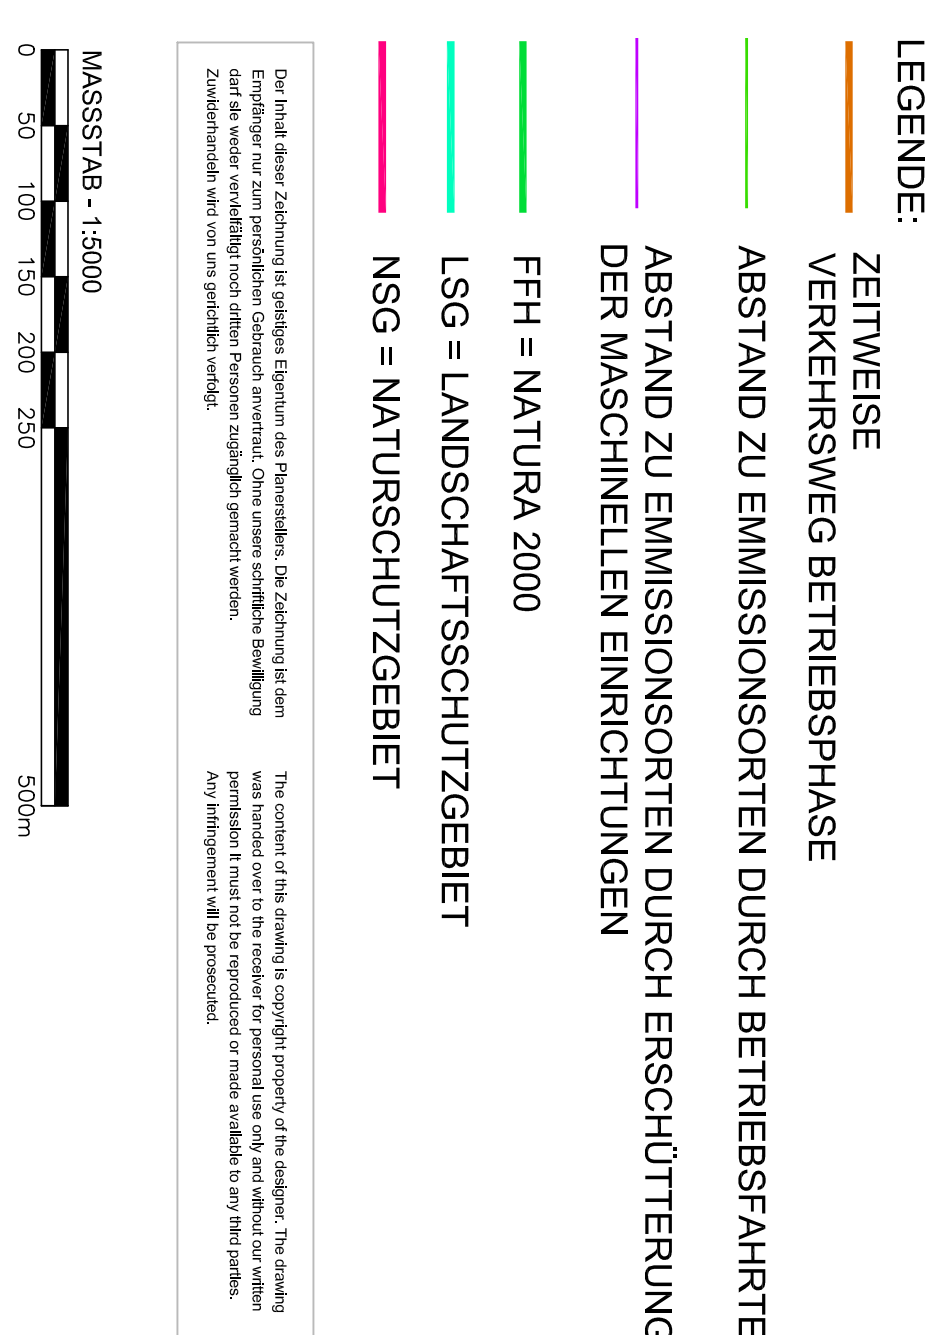 LEGENDE:
ZEITWEISE
VERKEHRSWEG BETRIEBSPHASE
ABSTAND ZU EMMISSIONSORTEN DURCH BETRIEBSFAHRTE
ABSTAND ZU EMMISSIONSORTEN DURCH ERSCHÜTTERUNG
DER MASCHINELLEN EINRICHTUNGEN
FFH = NATURA 2000
LSG = LANDSCHAFTSSCHUTZGEBIET
NSG = NATURSCHUTZGEBIET
Der Inhalt dieser Zeichnung ist geistiges Eigentum des Planerstellers. Die Zeichnung ist dem
Empfänger nur zum persönlichen Gebrauch anvertraut. Ohne unsere schriftliche Bewilligung
darf sie weder vervielfältigt noch dritten Personen zugänglich gemacht werden.
Zuwiderhandeln wird von uns gerichtlich verfolgt.
The content of this drawing is copyright property of the designer. The drawing
was handed over to the receiver for personal use only and without our written
permission it must not be reproduced or made available to any third parties.
Any infringement will be prosecuted.
MASSSTAB - 1:5000
0 50 100 150 200 250 500m